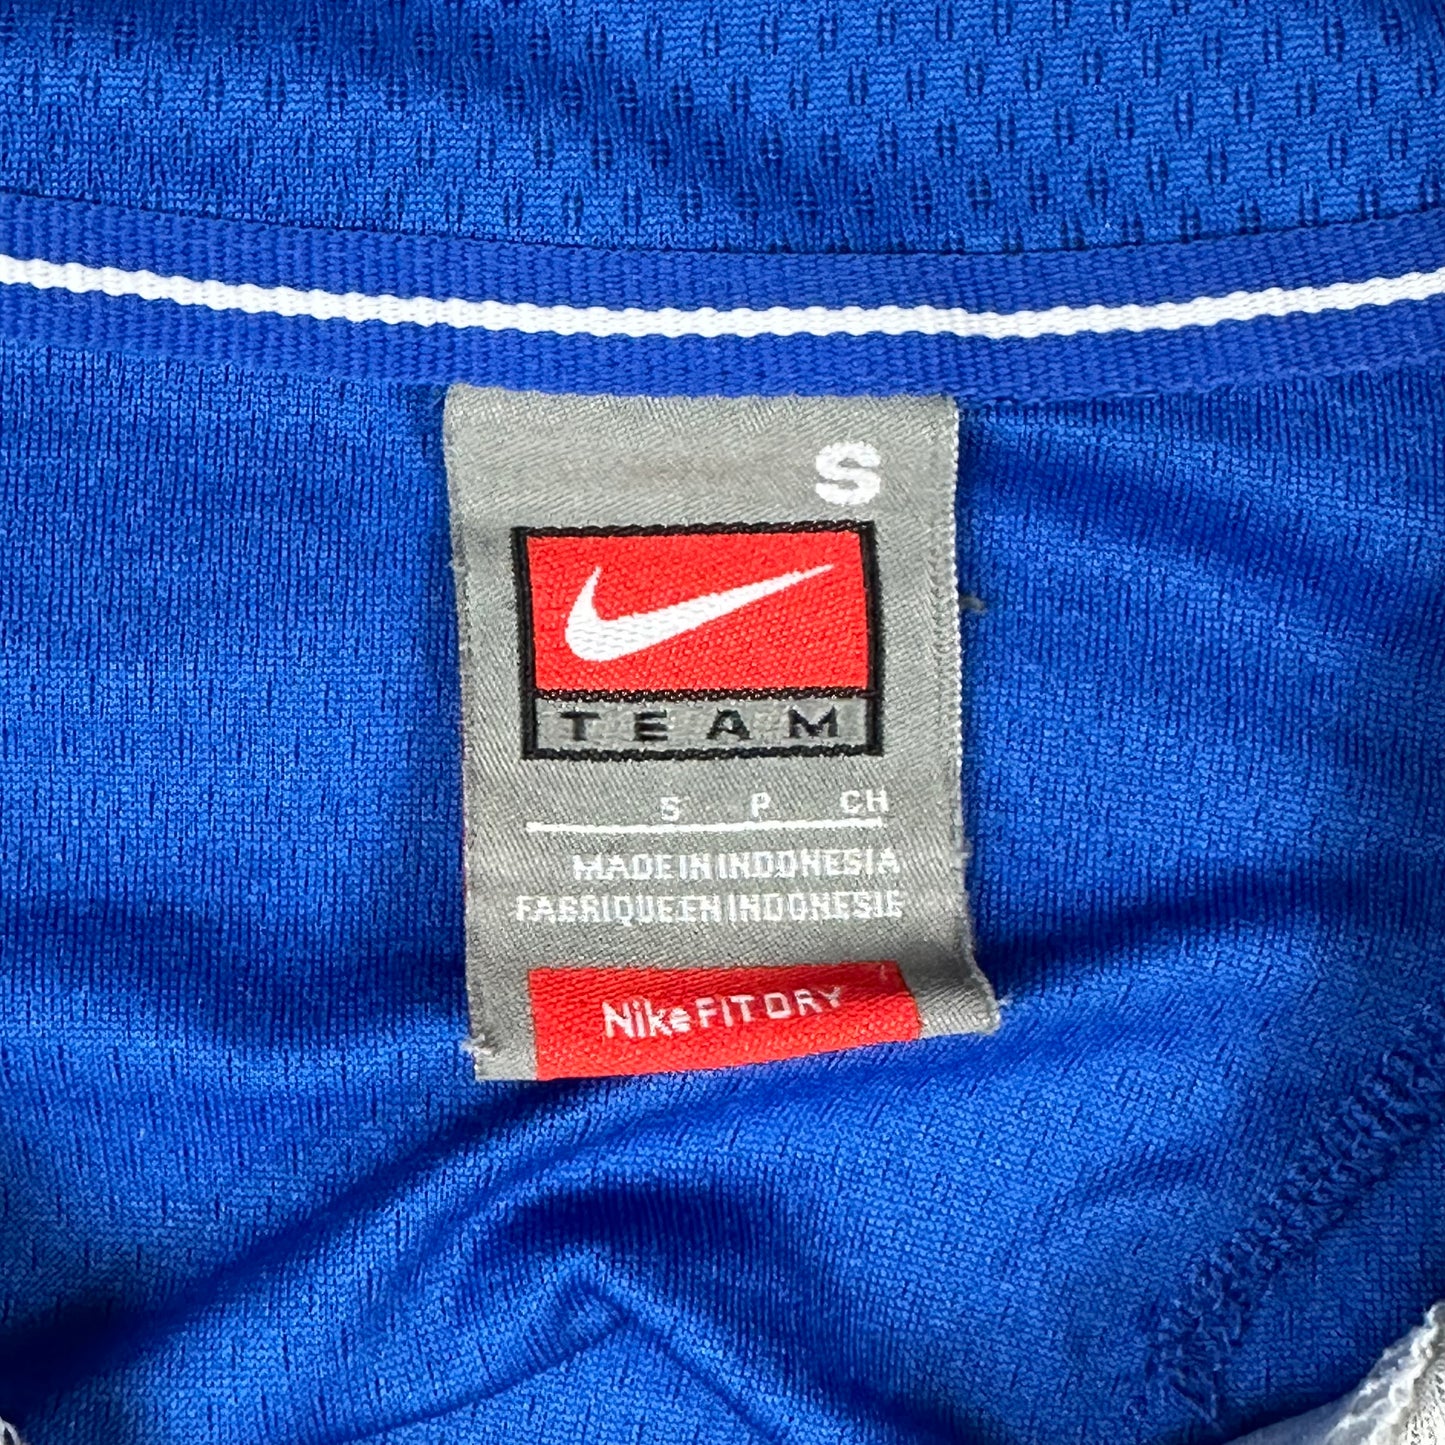 S
TEAM
S P CH
MADE IN INDONESIA
FABRIQUE EN INDONESIE
Nike FIT DRY